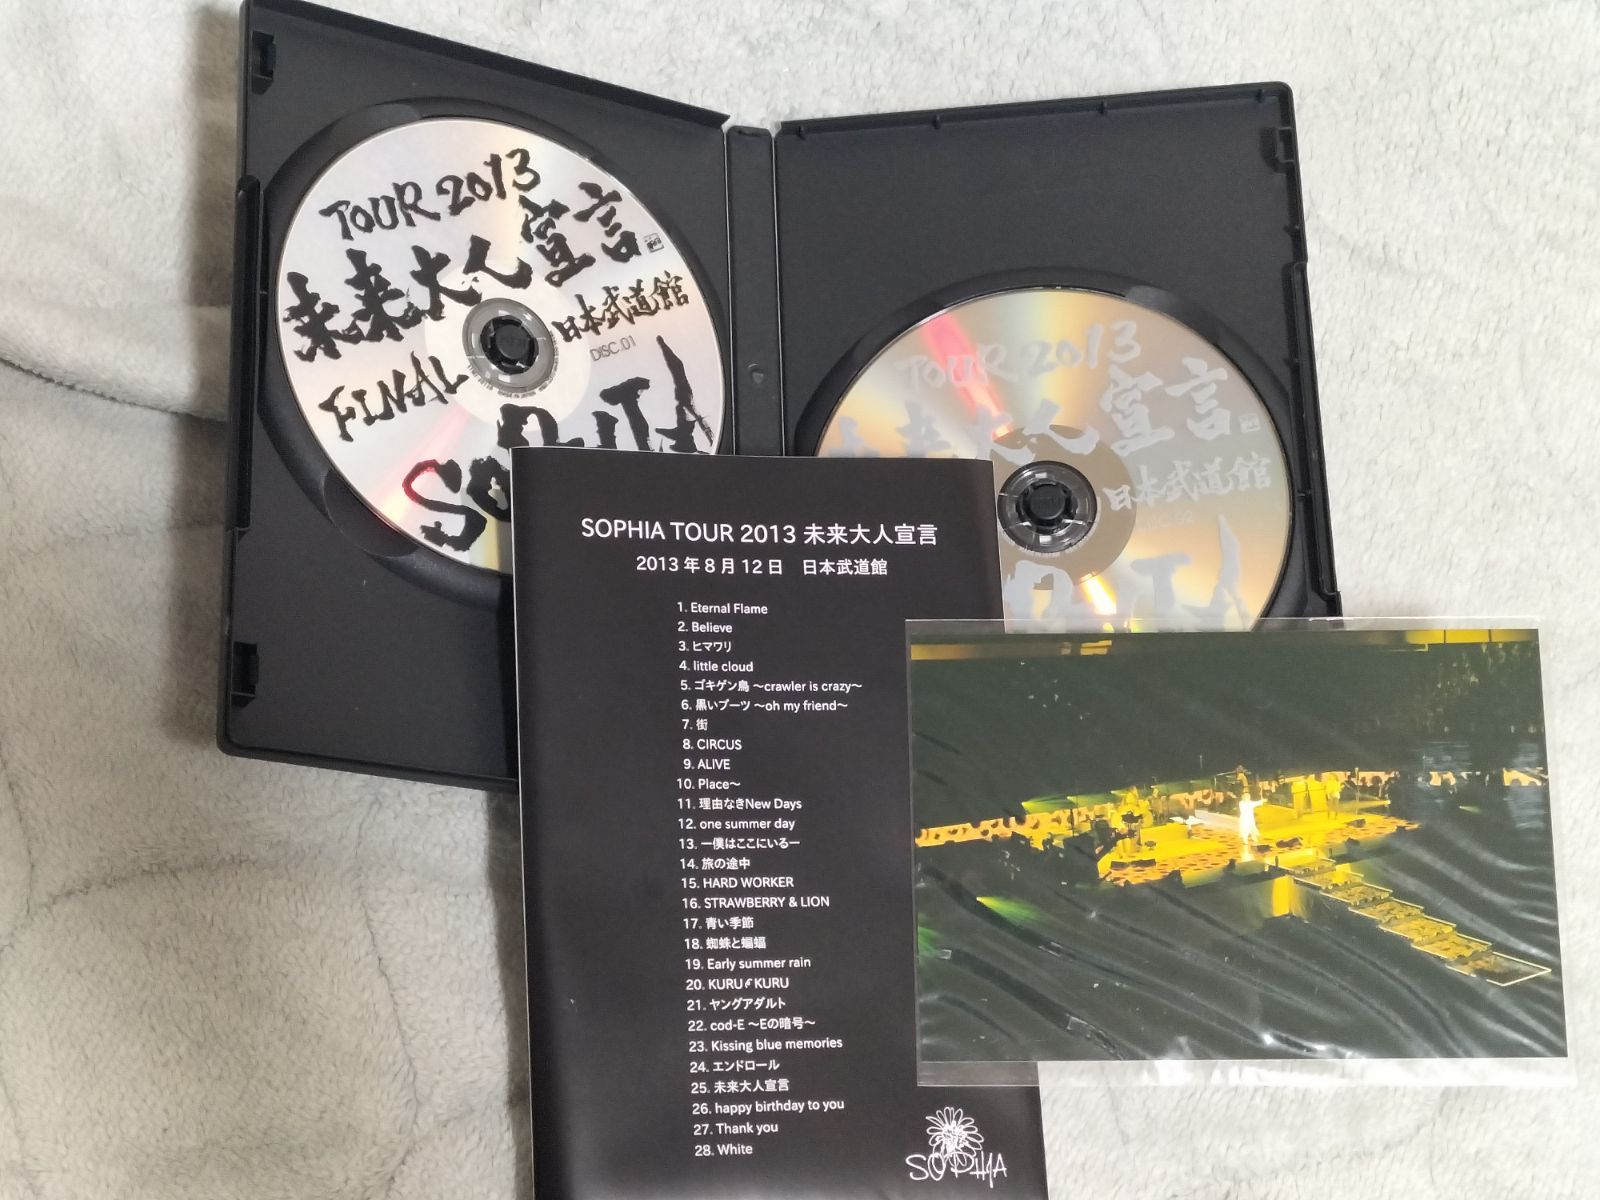 TOUR 2013
未来大人宣言
日本武道館
DISC.01
FINAL
SOPHIA
TOUR 2013
未来大人宣言
日本武道館
DISC.02
SOPHIA TOUR 2013 未来大人宣言
2013年8月12日 日本武道館
1. Eternal Flame
2. Believe
3. ヒマワリ
4. little cloud
5. ゴキゲン鳥 ～crawler is crazy～
6. 黒いブーツ ～oh my friend～
7. 街
8. CIRCUS
9. ALIVE
10. Place～
11. 理由なきNew Days
12. one summer day
13. ー僕はここにいるー
14. 旅の途中
15. HARD WORKER
16. STRAWBERRY & LION
17. 青い季節
18. 蜘蛛と蝙蝠
19. Early summer rain
20. KURU KURU
21. ヤングアダルト
22. cod-E ～Eの暗号～
23. Kissing blue memories
24. エンドロール
25. 未来大人宣言
26. happy birthday to you
27. Thank you
28. White
SOPHIA